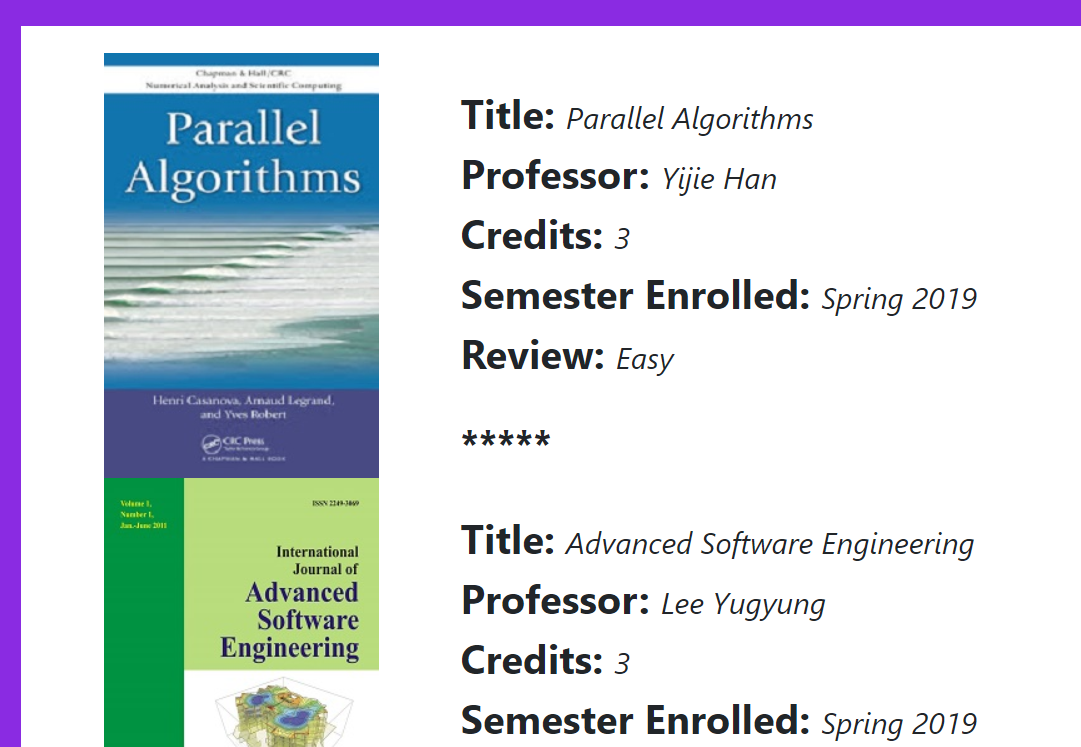 Chapman & Hall/CRC
Numerical Analysis and Scientific Computing
Parallel
Algorithms
Henri Casanova, Arnaud Legrand,
and Yves Robert
CRC Press
A CHAPMAN & HALL BOOK
Title: Parallel Algorithms
Professor: Yijie Han
Credits: 3
Semester Enrolled: Spring 2019
Review: Easy
*****
Volume 1,
Number 1,
Jan.-June 2011
ISSN 2249-3069
International
Journal of
Advanced
Software
Engineering
Title: Advanced Software Engineering
Professor: Lee Yugyung
Credits: 3
Semester Enrolled: Spring 2019